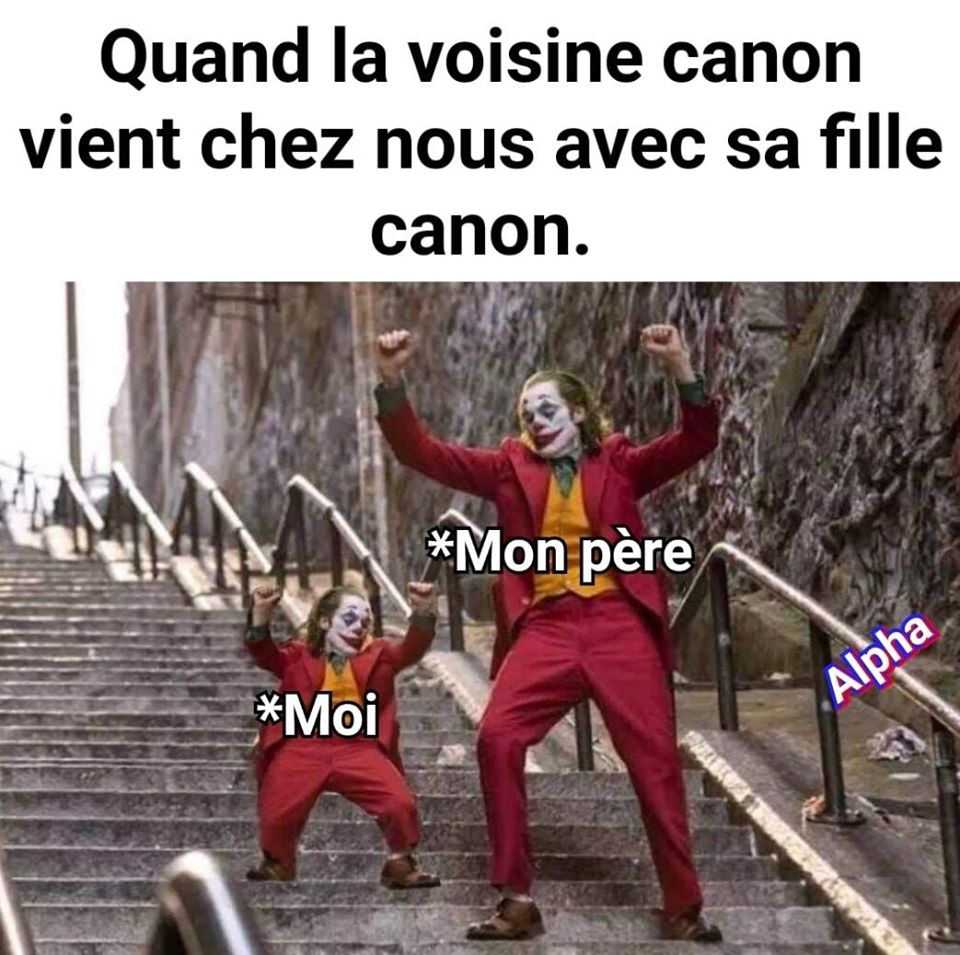 Quand la voisine canon
vient chez nous avec sa fille
canon.
*Mon père
*Moi
Alpha